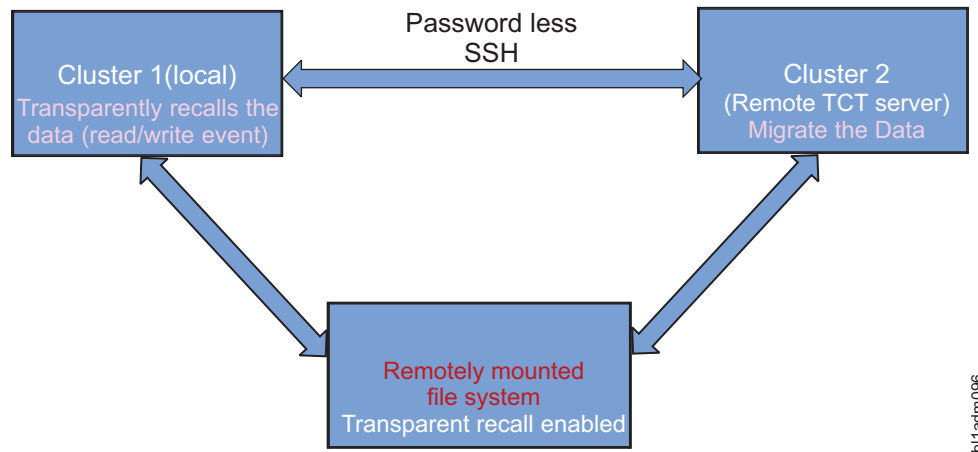 Password less
SSH
Cluster 1(local)
Transparently recalls the
data (read/write event)
Cluster 2
(Remote TCT server)
Migrate the Data
Remotely mounted
file system
Transparent recall enabled